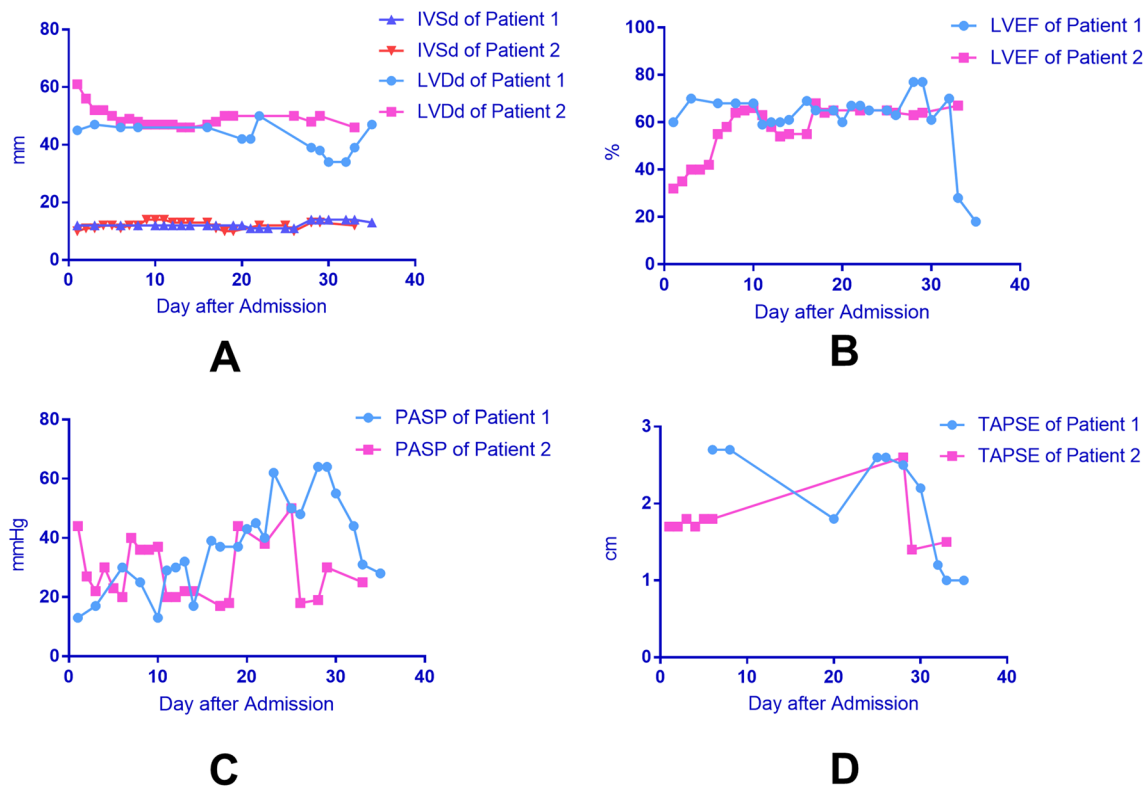 IVSd of Patient 1
IVSd of Patient 2
LVDd of Patient 1
LVDd of Patient 2
80
60
40
20
0
mm
0 10 20 30 40
Day after Admission
A
LVEF of Patient 1
LVEF of Patient 2
100
80
60
40
20
0
%
0 10 20 30 40
Day after Admission
B
PASP of Patient 1
PASP of Patient 2
80
60
40
20
0
mmHg
0 10 20 30 40
Day after Admission
C
TAPSE of Patient 1
TAPSE of Patient 2
3
2
1
0
cm
0 10 20 30 40
Day after Admission
D